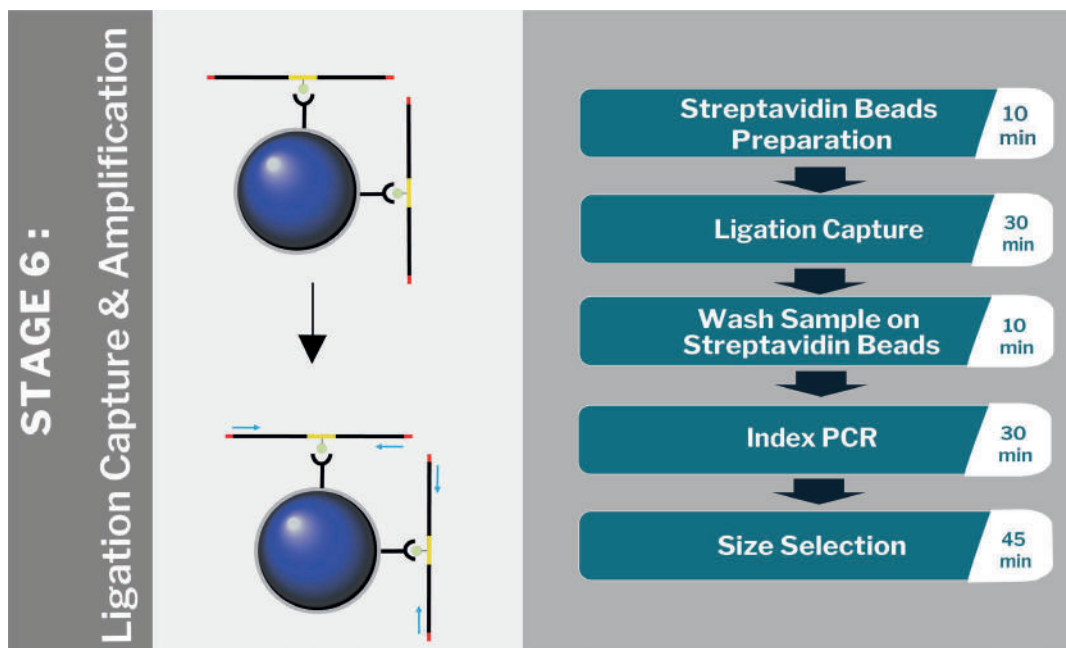 STAGE 6 :
Ligation Capture & Amplification
Streptavidin Beads
Preparation
10
min
Ligation Capture
30
min
Wash Sample on
Streptavidin Beads
10
min
Index PCR
30
min
Size Selection
45
min